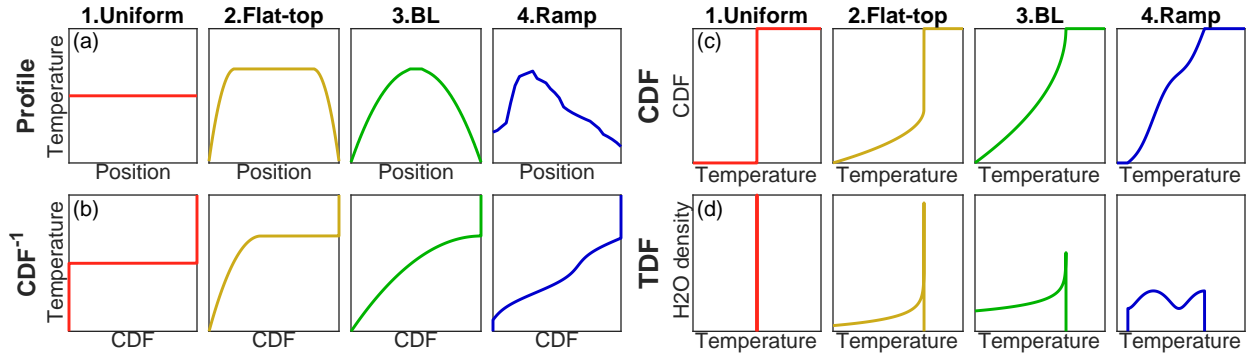 1.Uniform 2.Flat-top 3.BL 4.Ramp
Profile
Temperature
(a)
Position Position Position Position
CDF-1
Temperature
(b)
CDF CDF CDF CDF
1.Uniform 2.Flat-top 3.BL 4.Ramp
CDF
CDF
(c)
Temperature Temperature Temperature Temperature
TDF
H2O density
(d)
Temperature Temperature Temperature Temperature